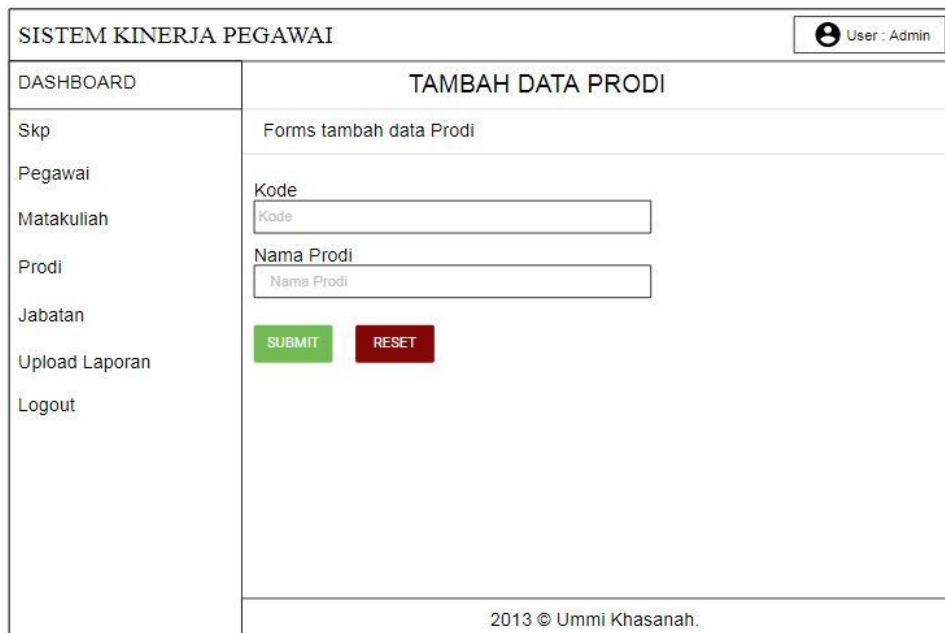 SISTEM KINERJA PEGAWAI
User : Admin
DASHBOARD
Skp
Pegawai
Matakuliah
Prodi
Jabatan
Upload Laporan
Logout
TAMBAH DATA PRODI
Forms tambah data Prodi
Kode
Kode
Nama Prodi
Nama Prodi
SUBMIT RESET
2013 © Ummi Khasanah.